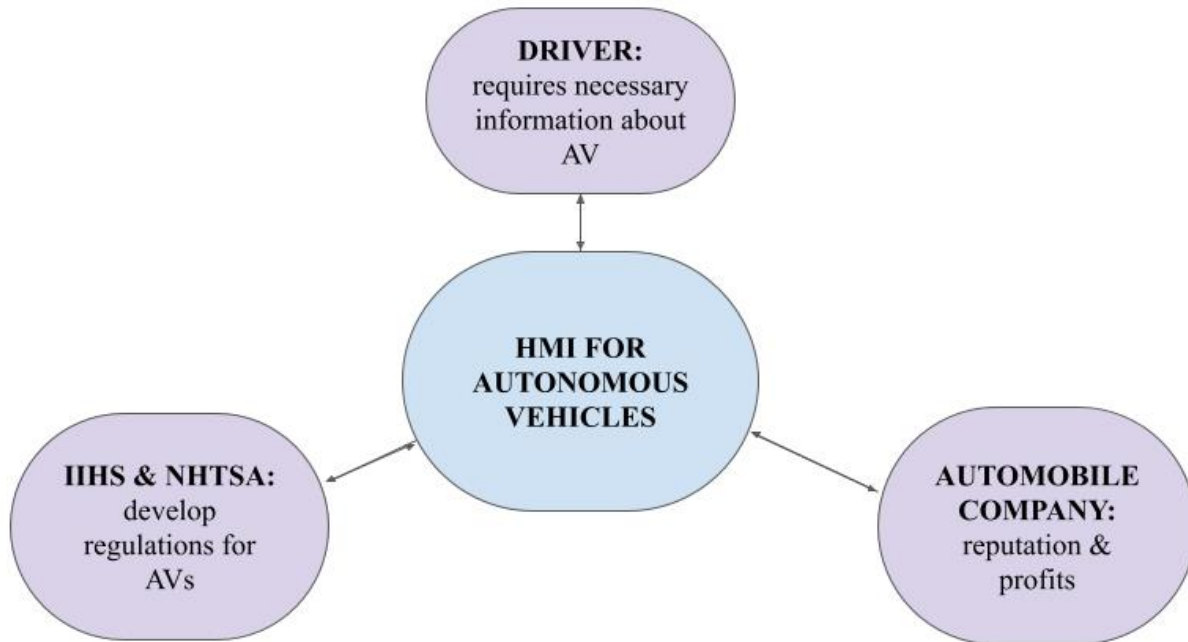 DRIVER:
requires necessary
information about
AV
HMI FOR
AUTONOMOUS
VEHICLES
IIHS & NHTSA:
develop
regulations for
AVs
AUTOMOBILE
COMPANY:
reputation &
profits